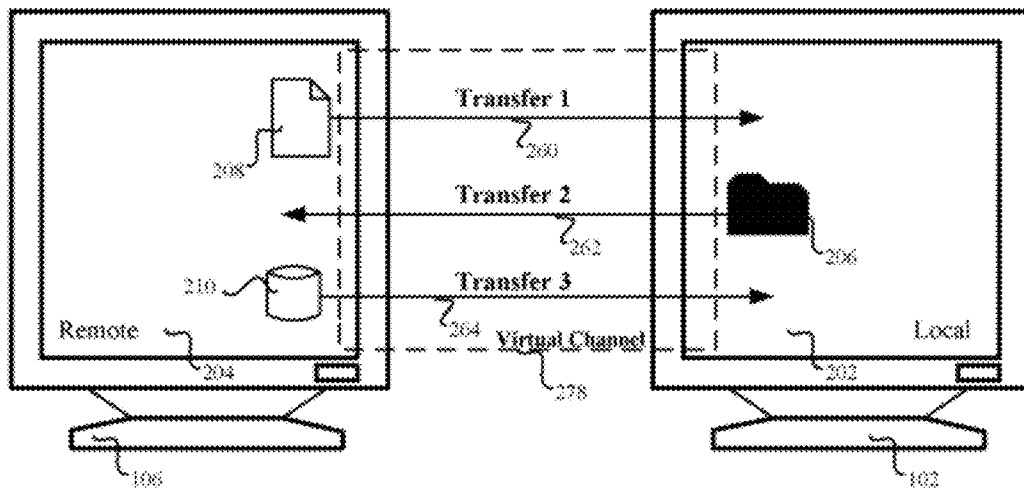 Transfer 1
260
208
Transfer 2
262
206
210
Transfer 3
264
Remote
Virtual Channel
Local
204
278
202
106
102